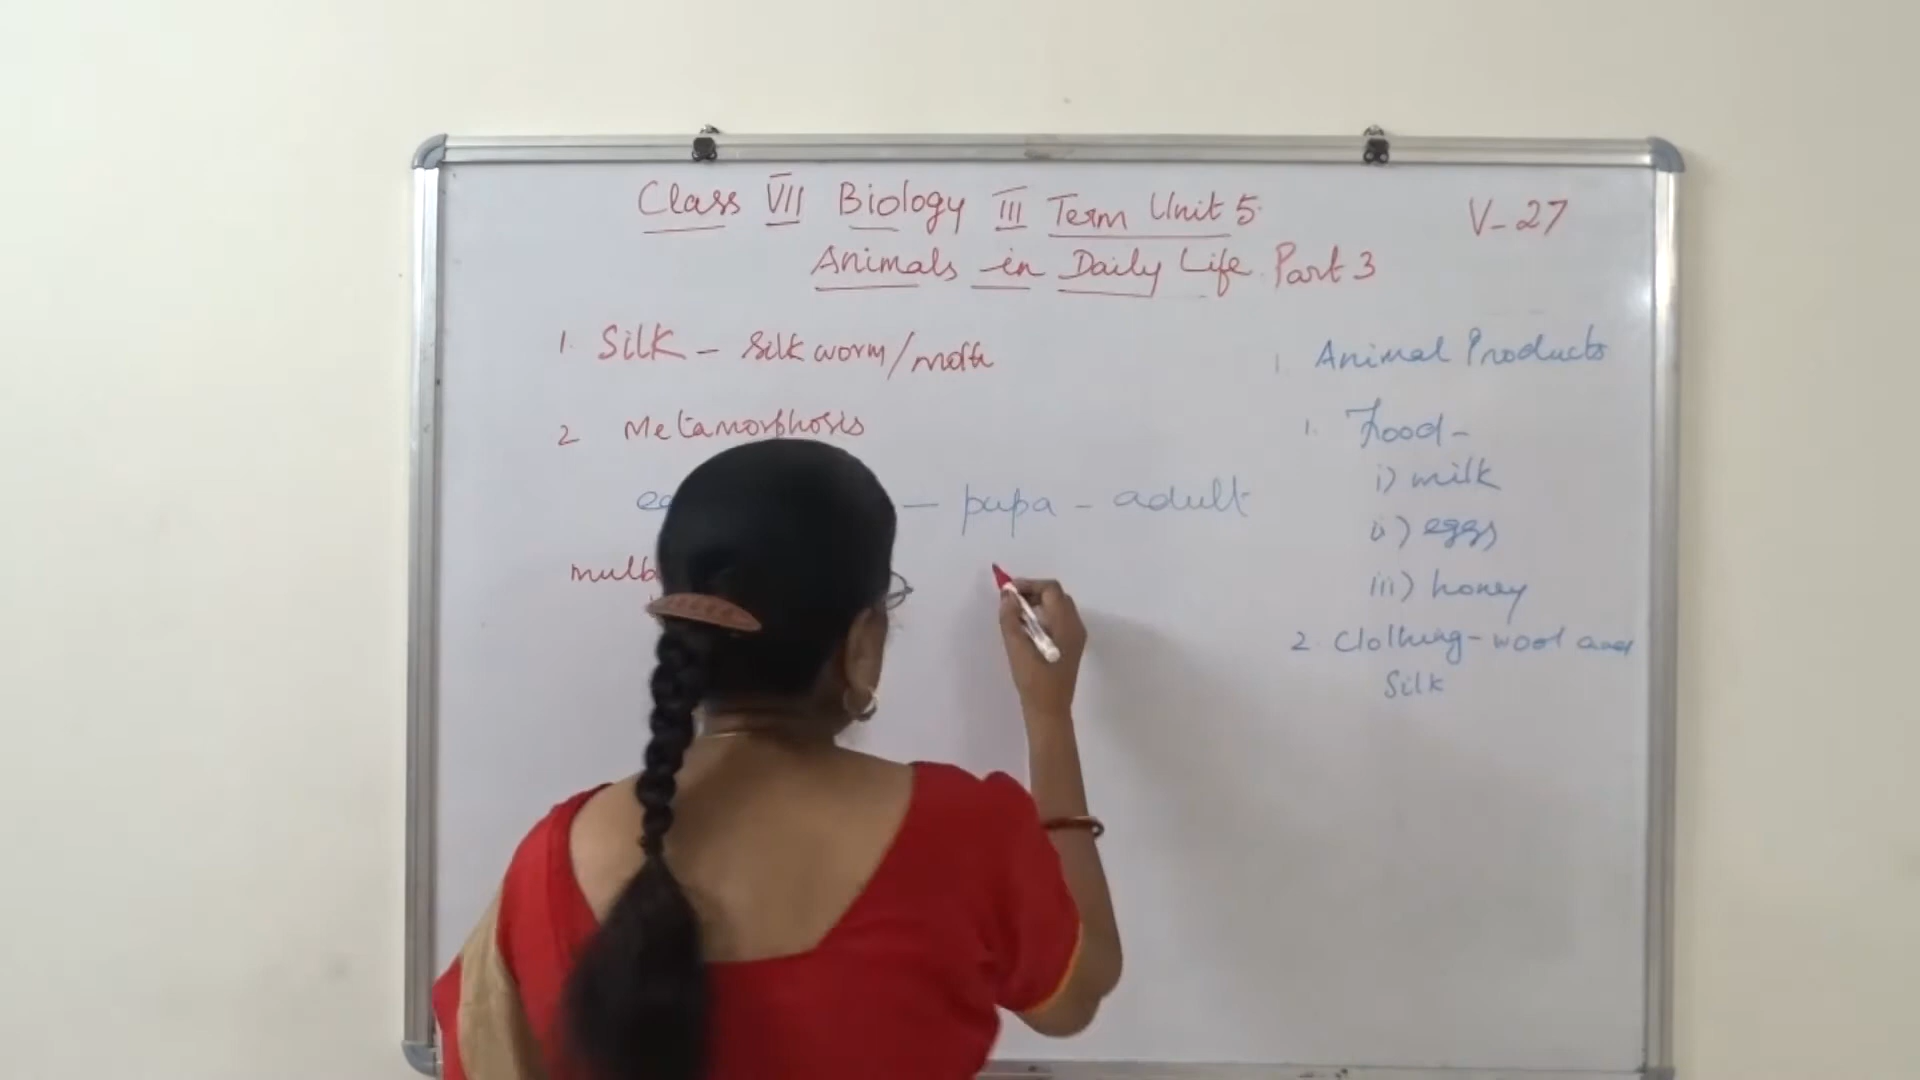 Class VII Biology III Term Unit 5
V-27
Animals in Daily Life Part 3
1. Silk - Silk worm/moth
2 Metamorphosis
— pupa - adult
1. Animal Products
1. Food -
i) milk
ii) eggs
iii) honey
2. Clothing - wool and
Silk